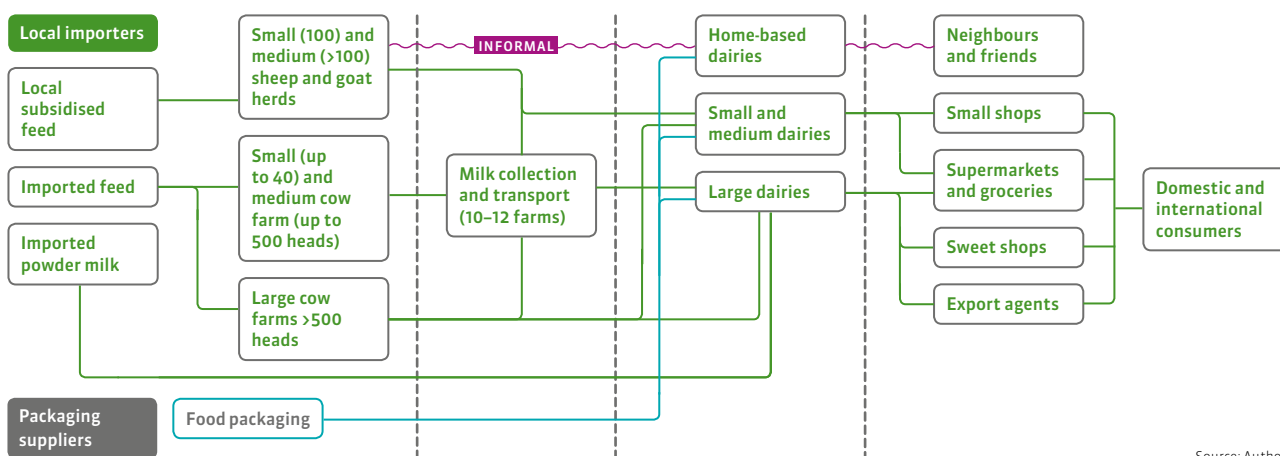 Local importers
Local
subsidised
feed
Imported feed
Imported
powder milk
Packaging
suppliers
Food packaging
Small (100) and
medium (>100)
sheep and goat
herds
Small (up
to 40) and
medium cow
farm (up to
500 heads)
Large cow
farms >500
heads
INFORMAL
Milk collection
and transport
(10–12 farms)
Home-based
dairies
Small and
medium dairies
Large dairies
Neighbours
and friends
Small shops
Supermarkets
and groceries
Sweet shops
Export agents
Domestic and
international
consumers
Source: Autho